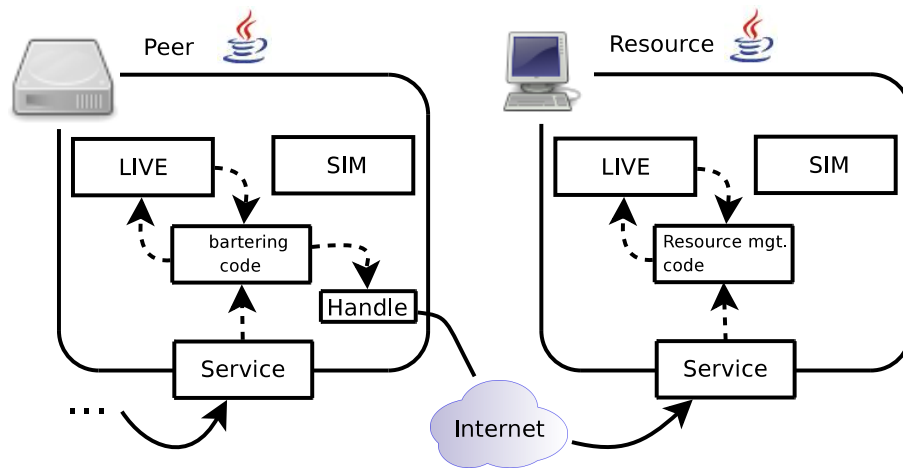 Peer
Resource
LIVE
SIM
LIVE
SIM
bartering
code
Resource mgt.
code
Handle
Service
Service
...
Internet